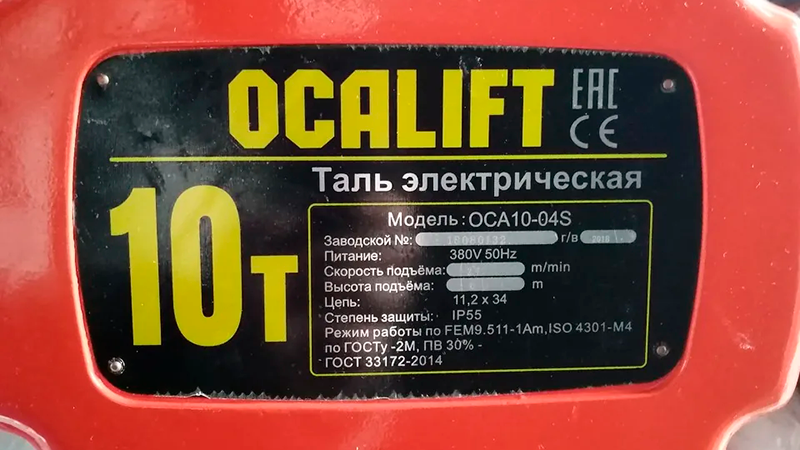 OCALIFT
EAC
CE
10т
Таль электрическая
Модель: ОСА10-04S
Заводской №: г/в
Питание: 380V 50Hz
Скорость подъёма: m/min
Высота подъёма: m
Цепь: 11,2 x 34
Степень защиты: IP55
Режим работы по FEM9.511-1Am,ISO 4301-M4
по ГОСТу -2М, ПВ 30% -
ГОСТ 33172-2014